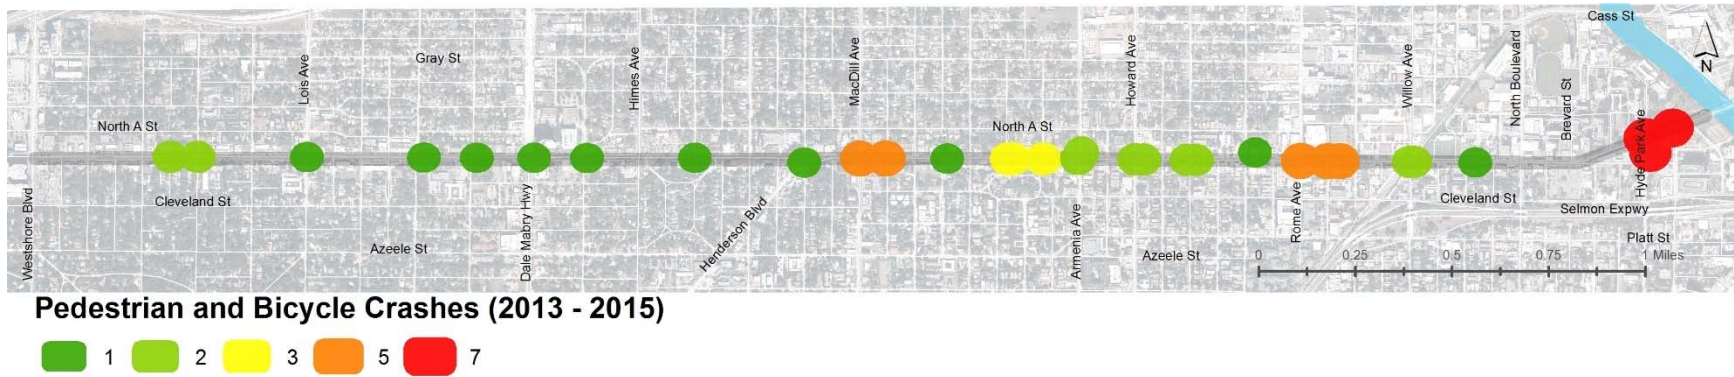 Cass St
Gray St
Lois Ave
Himes Ave
MacDill Ave
Howard Ave
Willow Ave
North Boulevard
Brevard St
N
North A St
North A St
Hyde Park Ave
Westshore Blvd
Cleveland St
Dale Mabry Hwy
Henderson Blvd
Armenia Ave
Rome Ave
Cleveland St
Selmon Expwy
Azeele St
Azeele St
Platt St
0 0.25 0.5 0.75 1 Miles
Pedestrian and Bicycle Crashes (2013 - 2015)
1 2 3 5 7